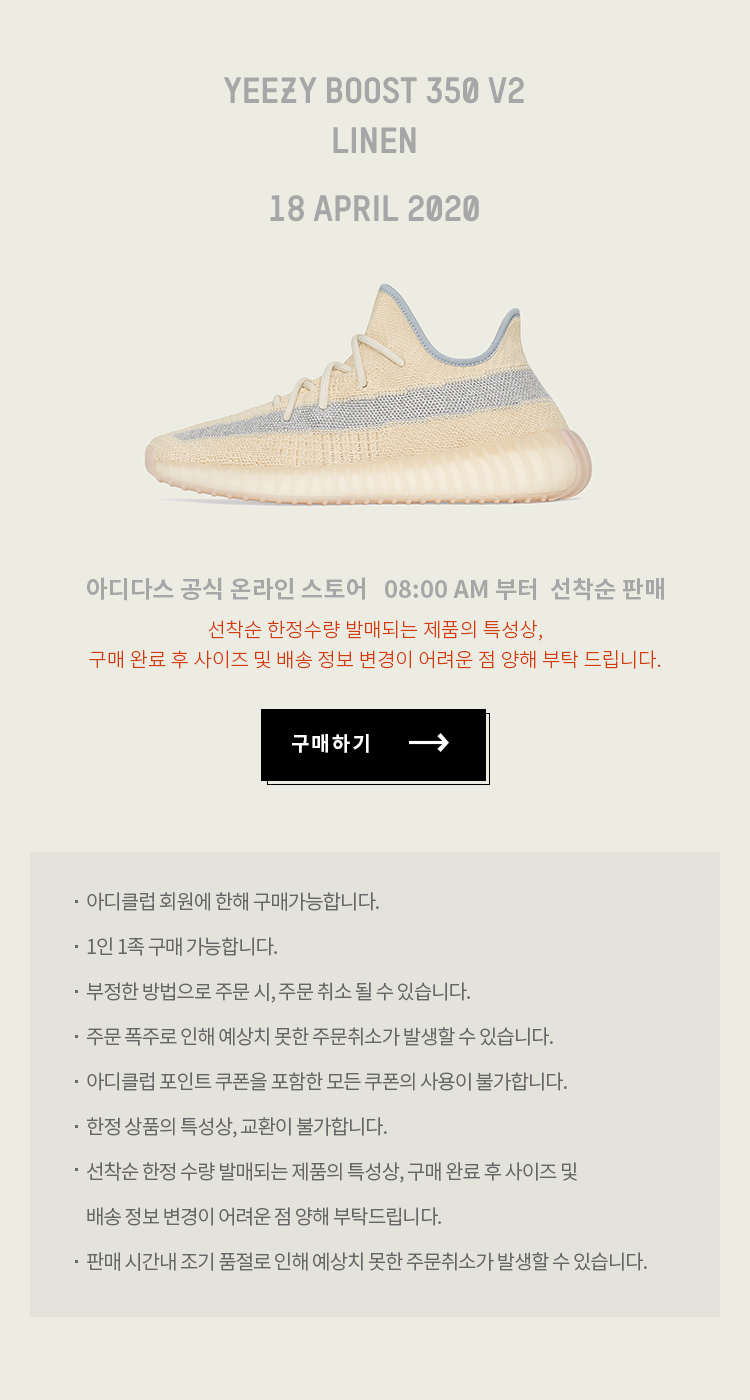 YEEZY BOOST 350 V2
LINEN
18 APRIL 2020
아디다스 공식 온라인 스토어 08:00 AM 부터 선착순 판매
선착순 한정수량 발매되는 제품의 특성상,
구매 완료 후 사이즈 및 배송 정보 변경이 어려운 점 양해 부탁 드립니다.
구매하기 →
· 아디클럽 회원에 한해 구매가능합니다.
· 1인 1족 구매 가능합니다.
· 부정한 방법으로 주문 시, 주문 취소 될 수 있습니다.
· 주문 폭주로 인해 예상치 못한 주문취소가 발생할 수 있습니다.
· 아디클럽 포인트 쿠폰을 포함한 모든 쿠폰의 사용이 불가합니다.
· 한정 상품의 특성상, 교환이 불가합니다.
· 선착순 한정 수량 발매되는 제품의 특성상, 구매 완료 후 사이즈 및
배송 정보 변경이 어려운 점 양해 부탁드립니다.
· 판매 시간내 조기 품절로 인해 예상치 못한 주문취소가 발생할 수 있습니다.